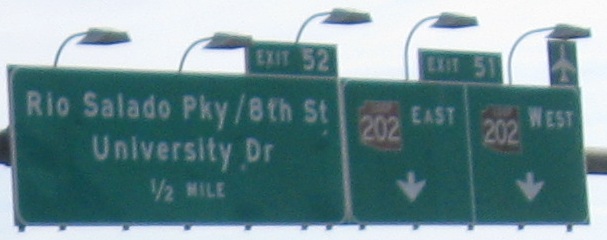 EXIT 52
Rio Salado Pky/8th St
University Dr
1/2 MILE
EXIT 51
202 EAST
202 WEST